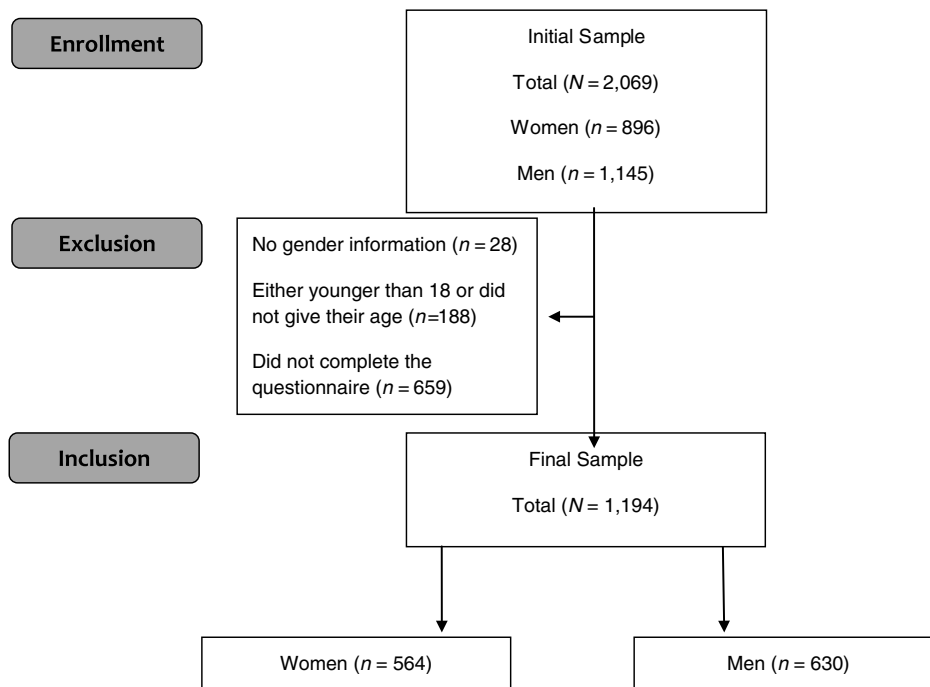 Enrollment
Initial Sample
Total (N = 2,069)
Women (n = 896)
Men (n = 1,145)
Exclusion
No gender information (n = 28)
Either younger than 18 or did
not give their age (n=188)
Did not complete the
questionnaire (n = 659)
Inclusion
Final Sample
Total (N = 1,194)
Women (n = 564)
Men (n = 630)